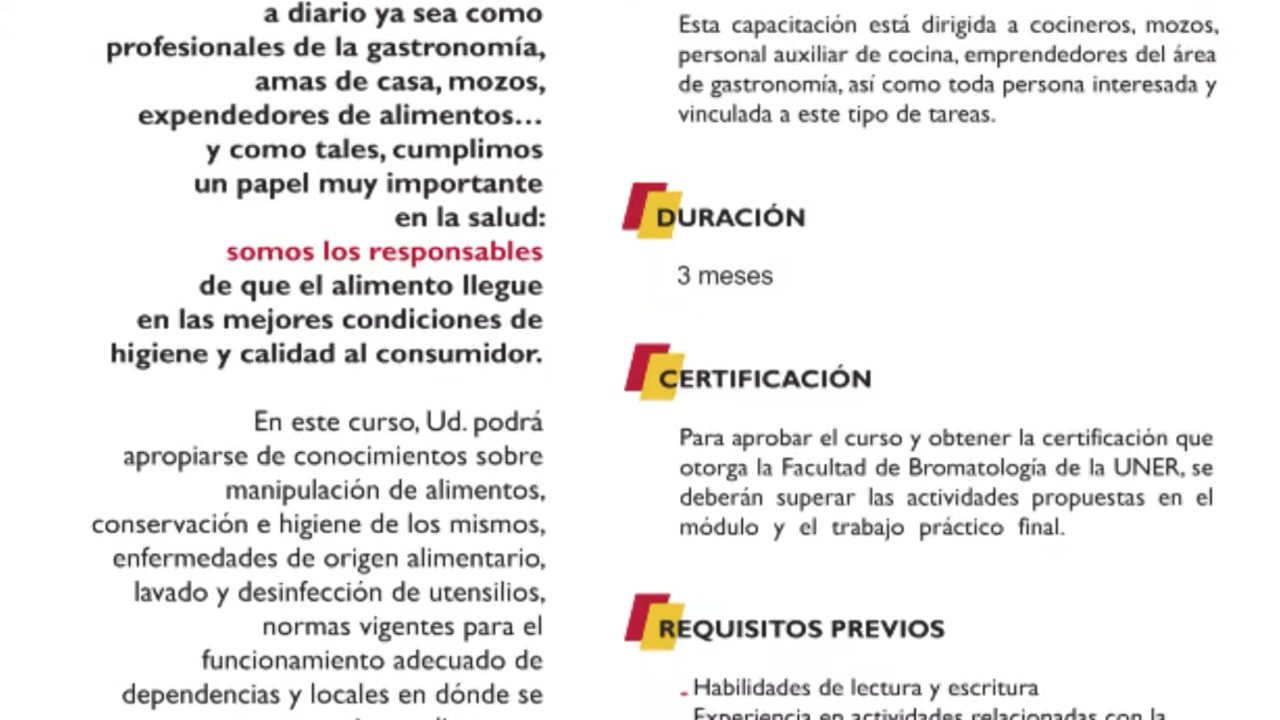 a diario ya sea como
profesionales de la gastronomía,
amas de casa, mozos,
expendedores de alimentos...
y como tales, cumplimos
un papel muy importante
en la salud:
somos los responsables
de que el alimento llegue
en las mejores condiciones de
higiene y calidad al consumidor.
En este curso, Ud. podrá
apropiarse de conocimientos sobre
manipulación de alimentos,
conservación e higiene de los mismos,
enfermedades de origen alimentario,
lavado y desinfección de utensilios,
normas vigentes para el
funcionamiento adecuado de
dependencias y locales en dónde se
Esta capacitación está dirigida a cocineros, mozos,
personal auxiliar de cocina, emprendedores del área
de gastronomía, así como toda persona interesada y
vinculada a este tipo de tareas.
DURACIÓN
3 meses
CERTIFICACIÓN
Para aprobar el curso y obtener la certificación que
otorga la Facultad de Bromatología de la UNER, se
deberán superar las actividades propuestas en el
módulo y el trabajo práctico final.
REQUISITOS PREVIOS
- Habilidades de lectura y escritura
Experiencia en actividades relacionadas con la